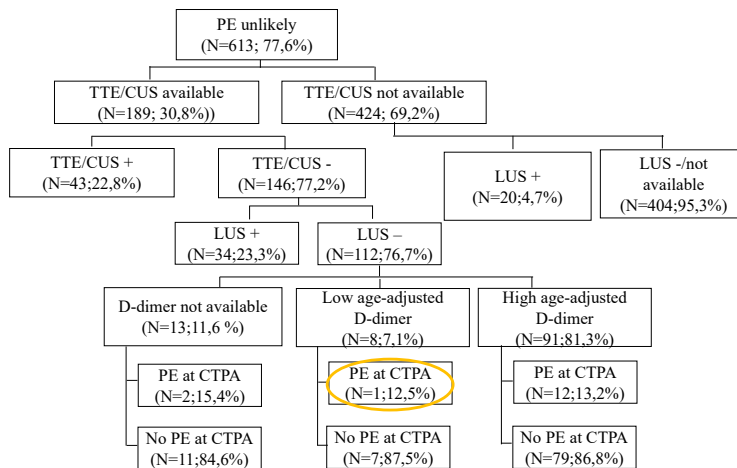 PE unlikely
(N=613; 77,6%)
TTE/CUS available
(N=189; 30,8%))
TTE/CUS not available
(N=424; 69,2%)
TTE/CUS +
(N=43;22,8%)
TTE/CUS -
(N=146;77,2%)
LUS +
(N=20;4,7%)
LUS -/not
available
(N=404;95,3%)
LUS +
(N=34;23,3%)
LUS –
(N=112;76,7%)
D-dimer not available
(N=13;11,6 %)
Low age-adjusted
D-dimer
(N=8;7,1%)
High age-adjusted
D-dimer
(N=91;81,3%)
PE at CTPA
(N=2;15,4%)
PE at CTPA
(N=1;12,5%)
PE at CTPA
(N=12;13,2%)
No PE at CTPA
(N=11;84,6%)
No PE at CTPA
(N=7;87,5%)
No PE at CTPA
(N=79;86,8%)